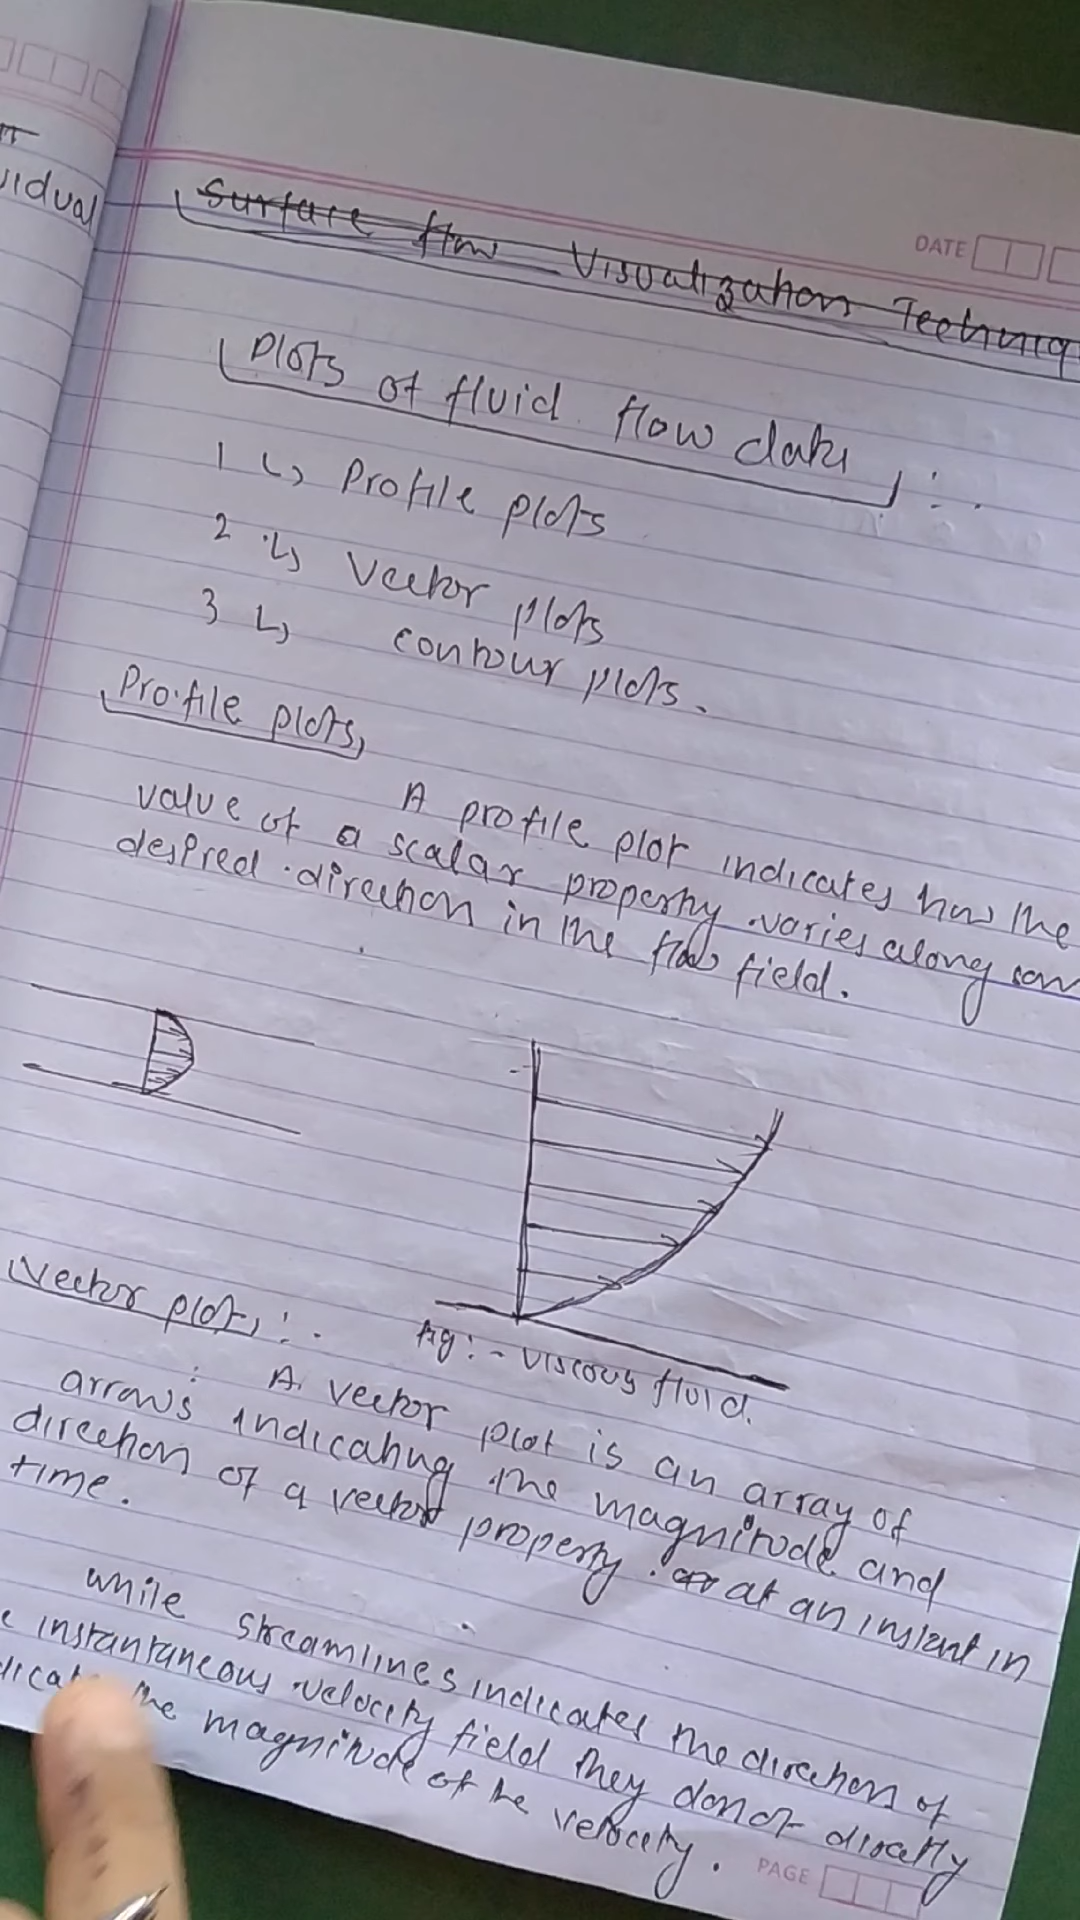 vidual
DATE
Surface flow Visualization Techniq
Plots of fluid flow data :-
1 ↳ Profile plots
2 ↳ Vector plots
3 ↳ contour plots.
Profile plots,
A profile plot indicates how the
value of a scalar property varies along som
desired direction in the flow field.
fig:- viscous fluid.
Vector plots :-
A vector plot is an array of
arrows indicating the magnitude and
direction of a vector property at an instant in
time.
while streamlines indicates the direction of
e instantaneous velocity field they donot directly
dicate the magnitude of the velocity.
PAGE